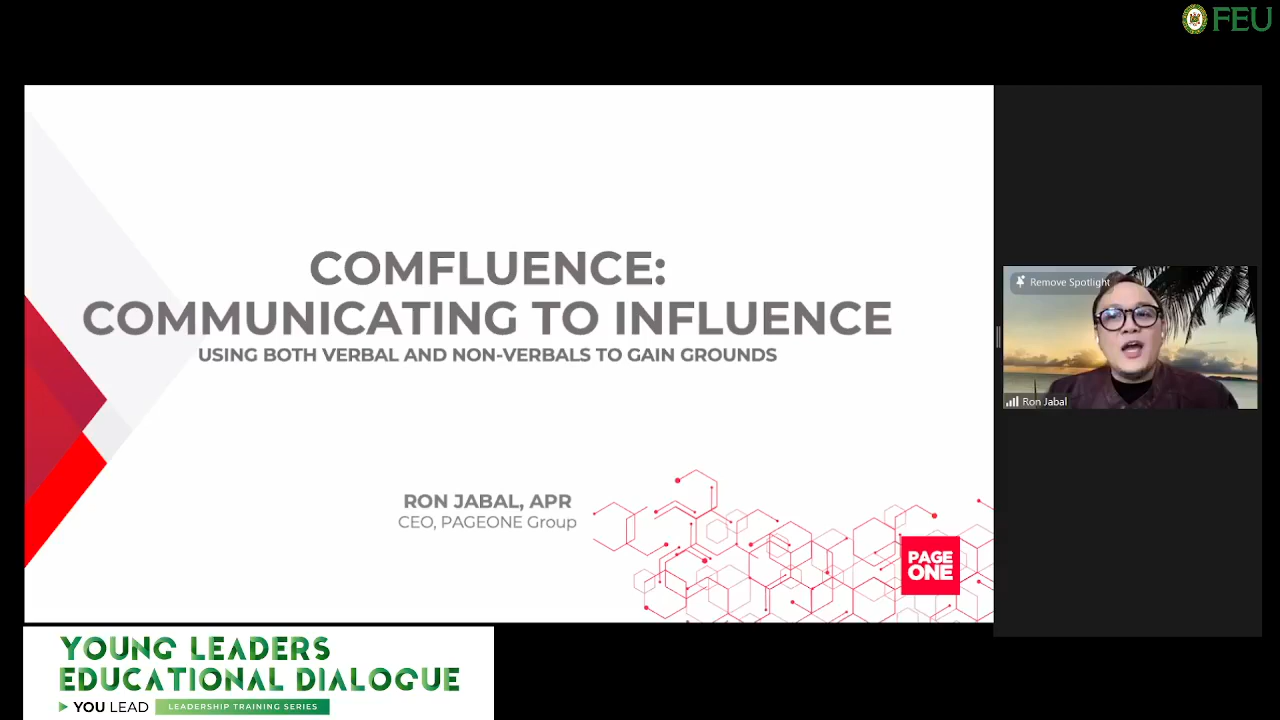 FEU
COMFLUENCE:
COMMUNICATING TO INFLUENCE
USING BOTH VERBAL AND NON-VERBALS TO GAIN GROUNDS
RON JABAL, APR
CEO, PAGEONE Group
PAGE
ONE
Remove Spotlight
Ron Jabal
YOUNG LEADERS
EDUCATIONAL DIALOGUE
YOU LEAD LEADERSHIP TRAINING SERIES